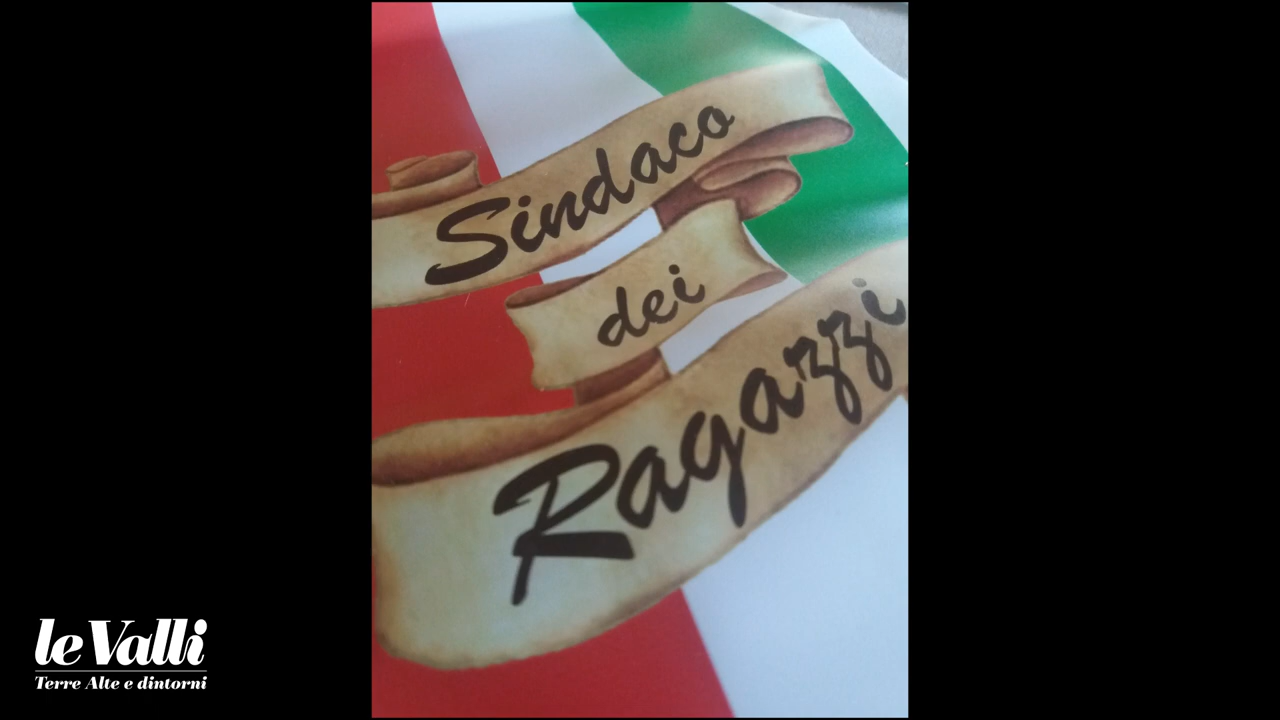 Sindaco
dei
Ragazzi
le Valli
Terre Alte e dintorni